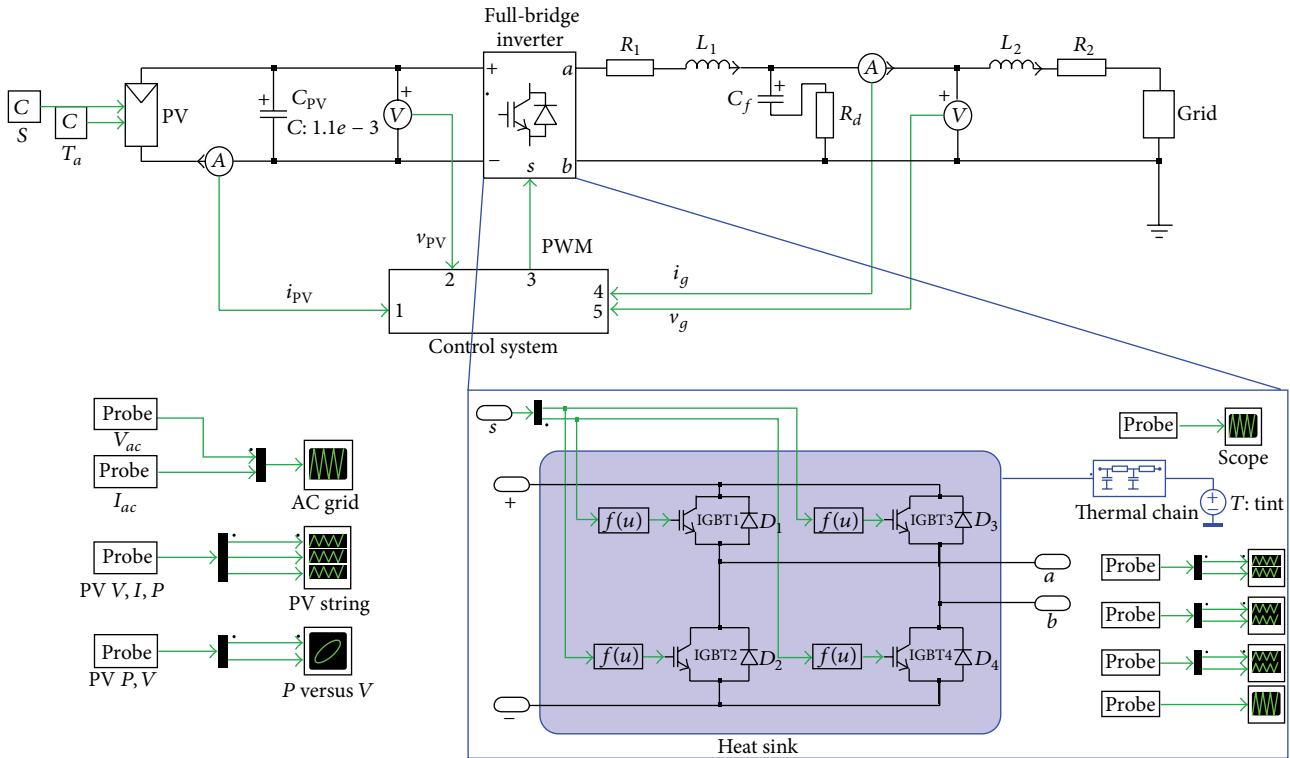 Full-bridge
inverter
R1
L1
L2
R2
+
a
A
C
PV
+
CPV
C: 1.1e − 3
+
V
+
Cf
Rd
+
V
Grid
S
C
Ta
A
−
s
b
vPV
PWM
iPV
2
3
1
4
5
ig
vg
Control system
Probe
Vac
Probe
Iac
AC grid
Probe
PV V, I, P
PV string
Probe
PV P, V
P versus V
s
+
f(u)
IGBT1
D1
f(u)
IGBT3
D3
a
b
f(u)
IGBT2
D2
f(u)
IGBT4
D4
−
Heat sink
Probe
Scope
Thermal chain
+
−
T: tint
Probe
Probe
Probe
Probe